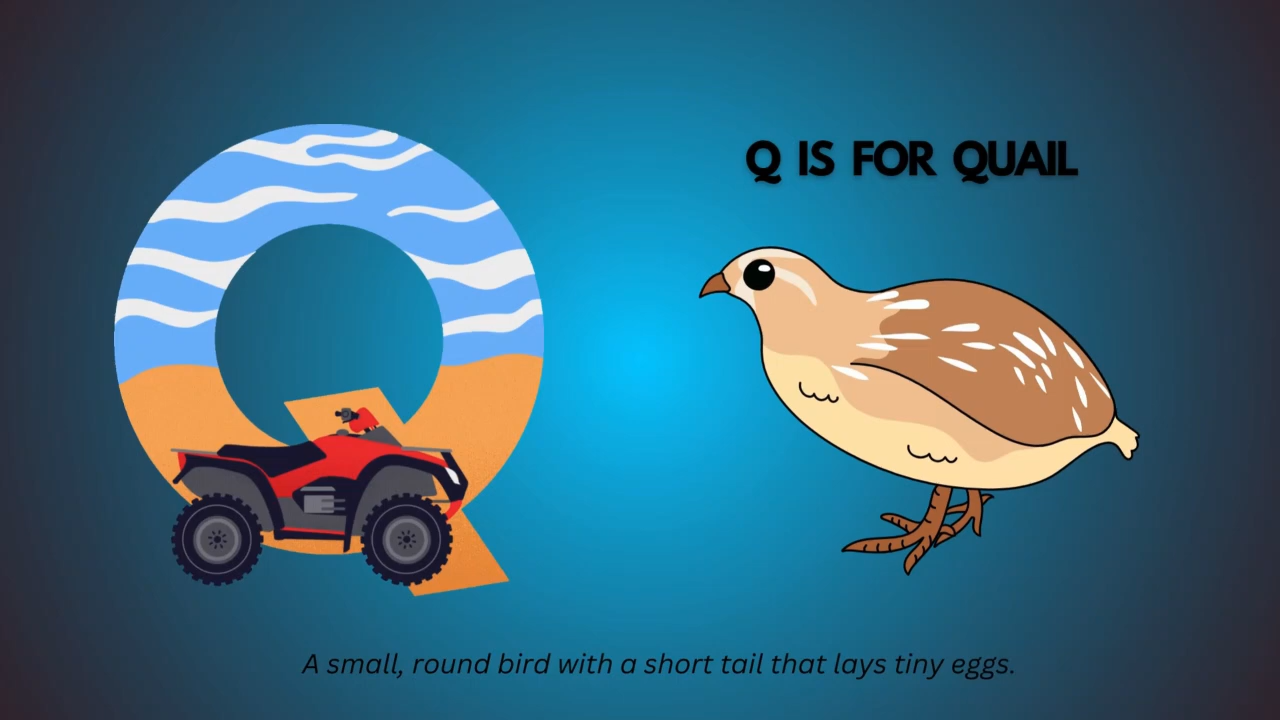 Q
Q IS FOR QUAIL
A small, round bird with a short tail that lays tiny eggs.